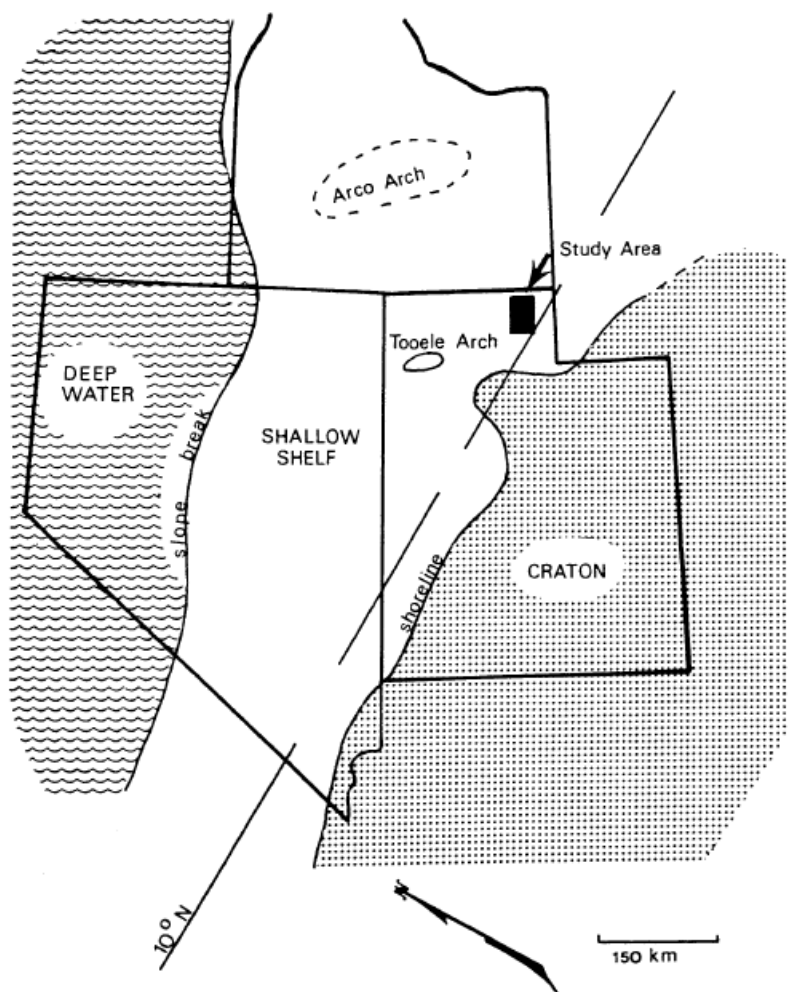 Arco Arch
Study Area
Tooele Arch
DEEP
WATER
slope break
SHALLOW
SHELF
CRATON
shoreline
10° N
150 km